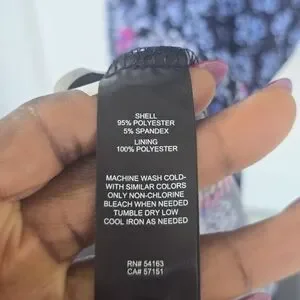 SHELL
95% POLYESTER
5% SPANDEX
LINING
100% POLYESTER
MACHINE WASH COLD-
WITH SIMILAR COLORS
ONLY NON-CHLORINE
BLEACH WHEN NEEDED
TUMBLE DRY LOW
COOL IRON AS NEEDED
RN# 54163
CA# 57151